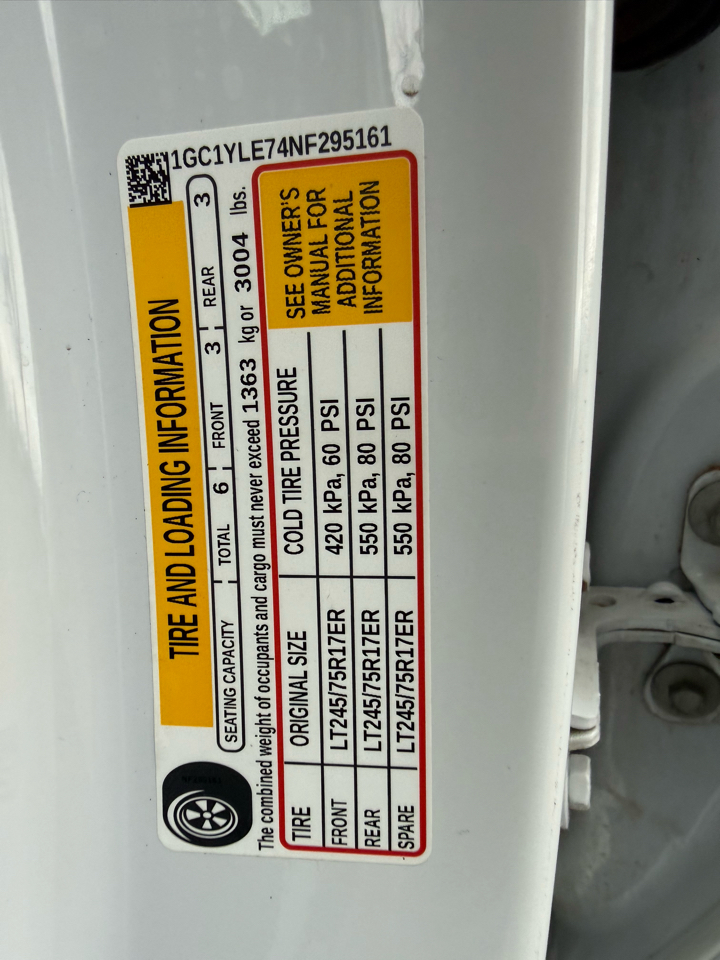 1GC1YLE74NF295161
TIRE AND LOADING INFORMATION
SEATING CAPACITY TOTAL 6 FRONT 3 REAR 3
The combined weight of occupants and cargo must never exceed 1363 kg or 3004 lbs.
TIRE ORIGINAL SIZE COLD TIRE PRESSURE
FRONT LT245/75R17ER 420 kPa, 60 PSI
REAR LT245/75R17ER 550 kPa, 80 PSI
SPARE LT245/75R17ER 550 kPa, 80 PSI
SEE OWNER'S
MANUAL FOR
ADDITIONAL
INFORMATION